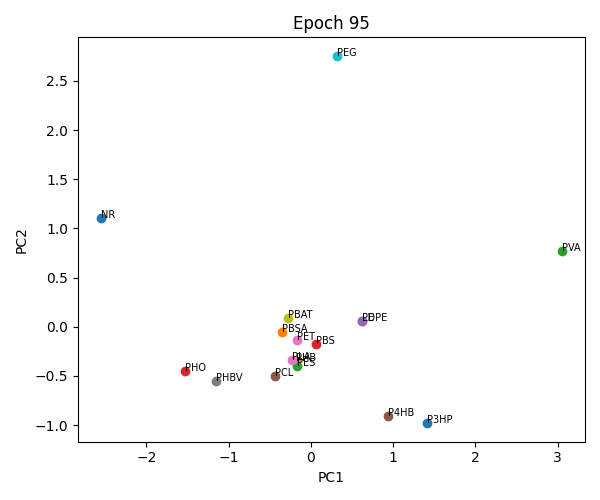 Epoch 95
PEG
NR
PVA
PBAT
LDPE
PBSA
PET
PBS
PLA
PES
PHO
PHBV
PCL
P4HB
P3HP
PC2
2.5
2.0
1.5
1.0
0.5
0.0
−0.5
−1.0
−2
−1
0
1
2
3
PC1